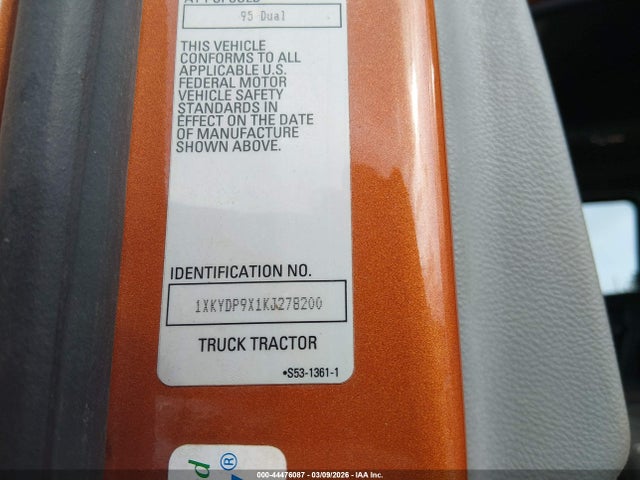 95 Dual
THIS VEHICLE
CONFORMS TO ALL
APPLICABLE U.S.
FEDERAL MOTOR
VEHICLE SAFETY
STANDARDS IN
EFFECT ON THE DATE
OF MANUFACTURE
SHOWN ABOVE.
IDENTIFICATION NO.
1XKYDP9X1KJ278200
TRUCK TRACTOR
•S53-1361-1
d
®
000-44476087 - 03/09/2026 - IAA Inc.